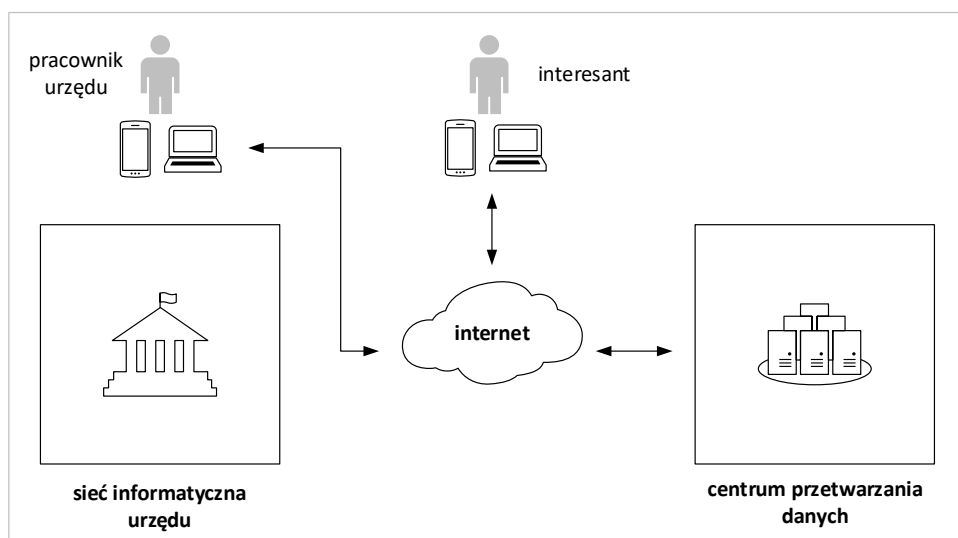 pracownik
urzędu
interesant
internet
sieć informatyczna
urzędu
centrum przetwarzania
danych